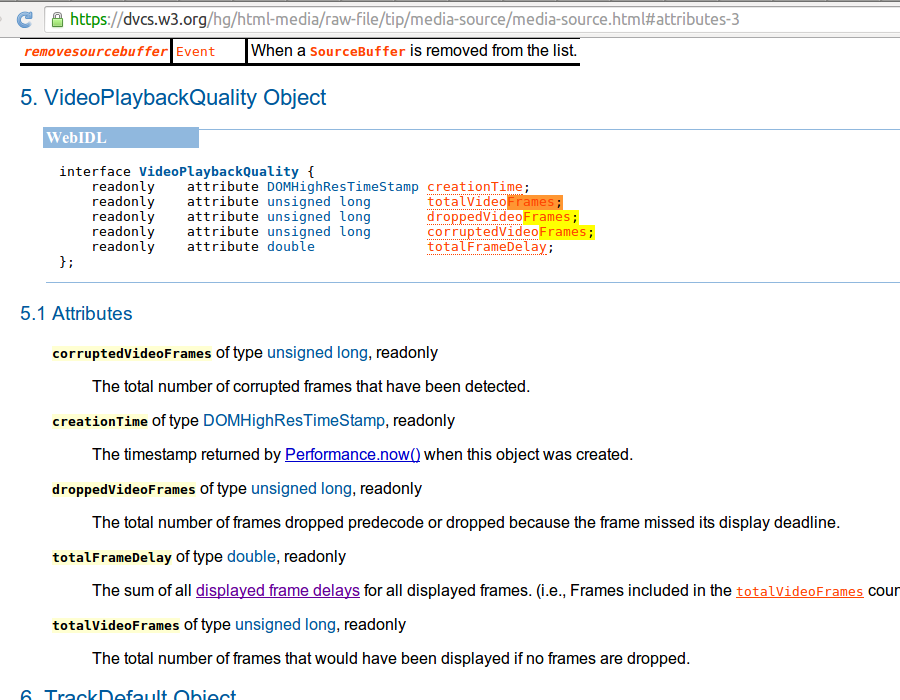 https://dvcs.w3.org/hg/html-media/raw-file/tip/media-source/media-source.html#attributes-3
removesourcebuffer Event When a SourceBuffer is removed from the list.
5. VideoPlaybackQuality Object
WebIDL
interface VideoPlaybackQuality {
readonly attribute DOMHighResTimeStamp creationTime;
readonly attribute unsigned long totalVideoFrames;
readonly attribute unsigned long droppedVideoFrames;
readonly attribute unsigned long corruptedVideoFrames;
readonly attribute double totalFrameDelay;
};
5.1 Attributes
corruptedVideoFrames of type unsigned long, readonly
The total number of corrupted frames that have been detected.
creationTime of type DOMHighResTimeStamp, readonly
The timestamp returned by Performance.now() when this object was created.
droppedVideoFrames of type unsigned long, readonly
The total number of frames dropped predecode or dropped because the frame missed its display deadline.
totalFrameDelay of type double, readonly
The sum of all displayed frame delays for all displayed frames. (i.e., Frames included in the totalVideoFrames coun
totalVideoFrames of type unsigned long, readonly
The total number of frames that would have been displayed if no frames are dropped.
6. TrackDefault Object